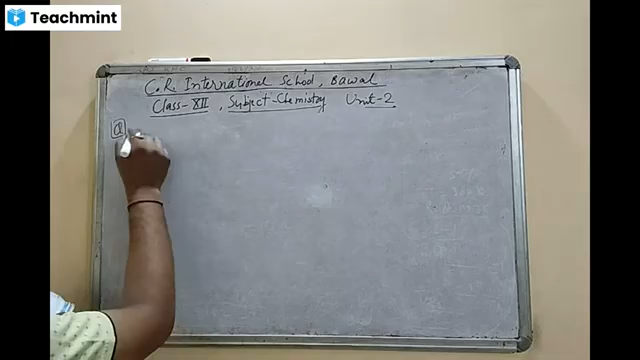 Teachmint
C.R. International School, Bawal
Class-XII, Subject-Chemistry Unit-2
Q